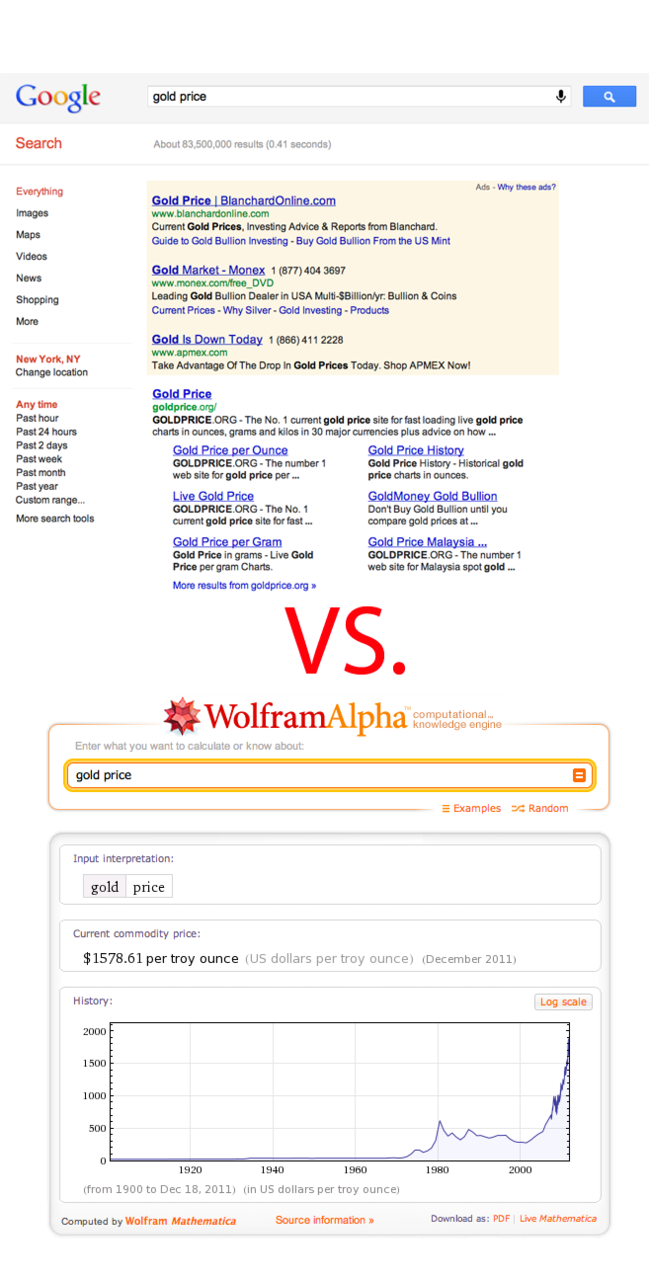 Google
gold price
Search
About 83,500,000 results (0.41 seconds)
Everything
Images
Maps
Videos
News
Shopping
More
New York, NY
Change location
Any time
Past hour
Past 24 hours
Past 2 days
Past week
Past month
Past year
Custom range...
More search tools
Ads - Why these ads?
Gold Price | BlanchardOnline.com
www.blanchardonline.com
Current Gold Prices, Investing Advice & Reports from Blanchard.
Guide to Gold Bullion Investing - Buy Gold Bullion From the US Mint
Gold Market - Monex 1 (877) 404 3697
www.monex.com/free_DVD
Leading Gold Bullion Dealer in USA Multi-$Billion/yr: Bullion & Coins
Current Prices - Why Silver - Gold Investing - Products
Gold Is Down Today 1 (866) 411 2228
www.apmex.com
Take Advantage Of The Drop In Gold Prices Today. Shop APMEX Now!
Gold Price
goldprice.org/
GOLDPRICE.ORG - The No. 1 current gold price site for fast loading live gold price
charts in ounces, grams and kilos in 30 major currencies plus advice on how ...
Gold Price per Ounce
GOLDPRICE.ORG - The number 1
web site for gold price per ...
Gold Price History
Gold Price History - Historical gold
price charts in ounces.
Live Gold Price
GOLDPRICE.ORG - The No. 1
current gold price site for fast ...
GoldMoney Gold Bullion
Don't Buy Gold Bullion until you
compare gold prices at ...
Gold Price per Gram
Gold Price in grams - Live Gold
Price per gram Charts.
Gold Price Malaysia ...
GOLDPRICE.ORG - The number 1
web site for Malaysia spot gold ...
More results from goldprice.org »
VS.
WolframAlpha™ computational...
knowledge engine
Enter what you want to calculate or know about:
gold price
Examples Random
Input interpretation:
gold price
Current commodity price:
$1578.61 per troy ounce (US dollars per troy ounce) (December 2011)
History:
Log scale
2000
1500
1000
500
0
1920 1940 1960 1980 2000
(from 1900 to Dec 18, 2011) (in US dollars per troy ounce)
Computed by Wolfram Mathematica
Source information »
Download as: PDF | Live Mathematica